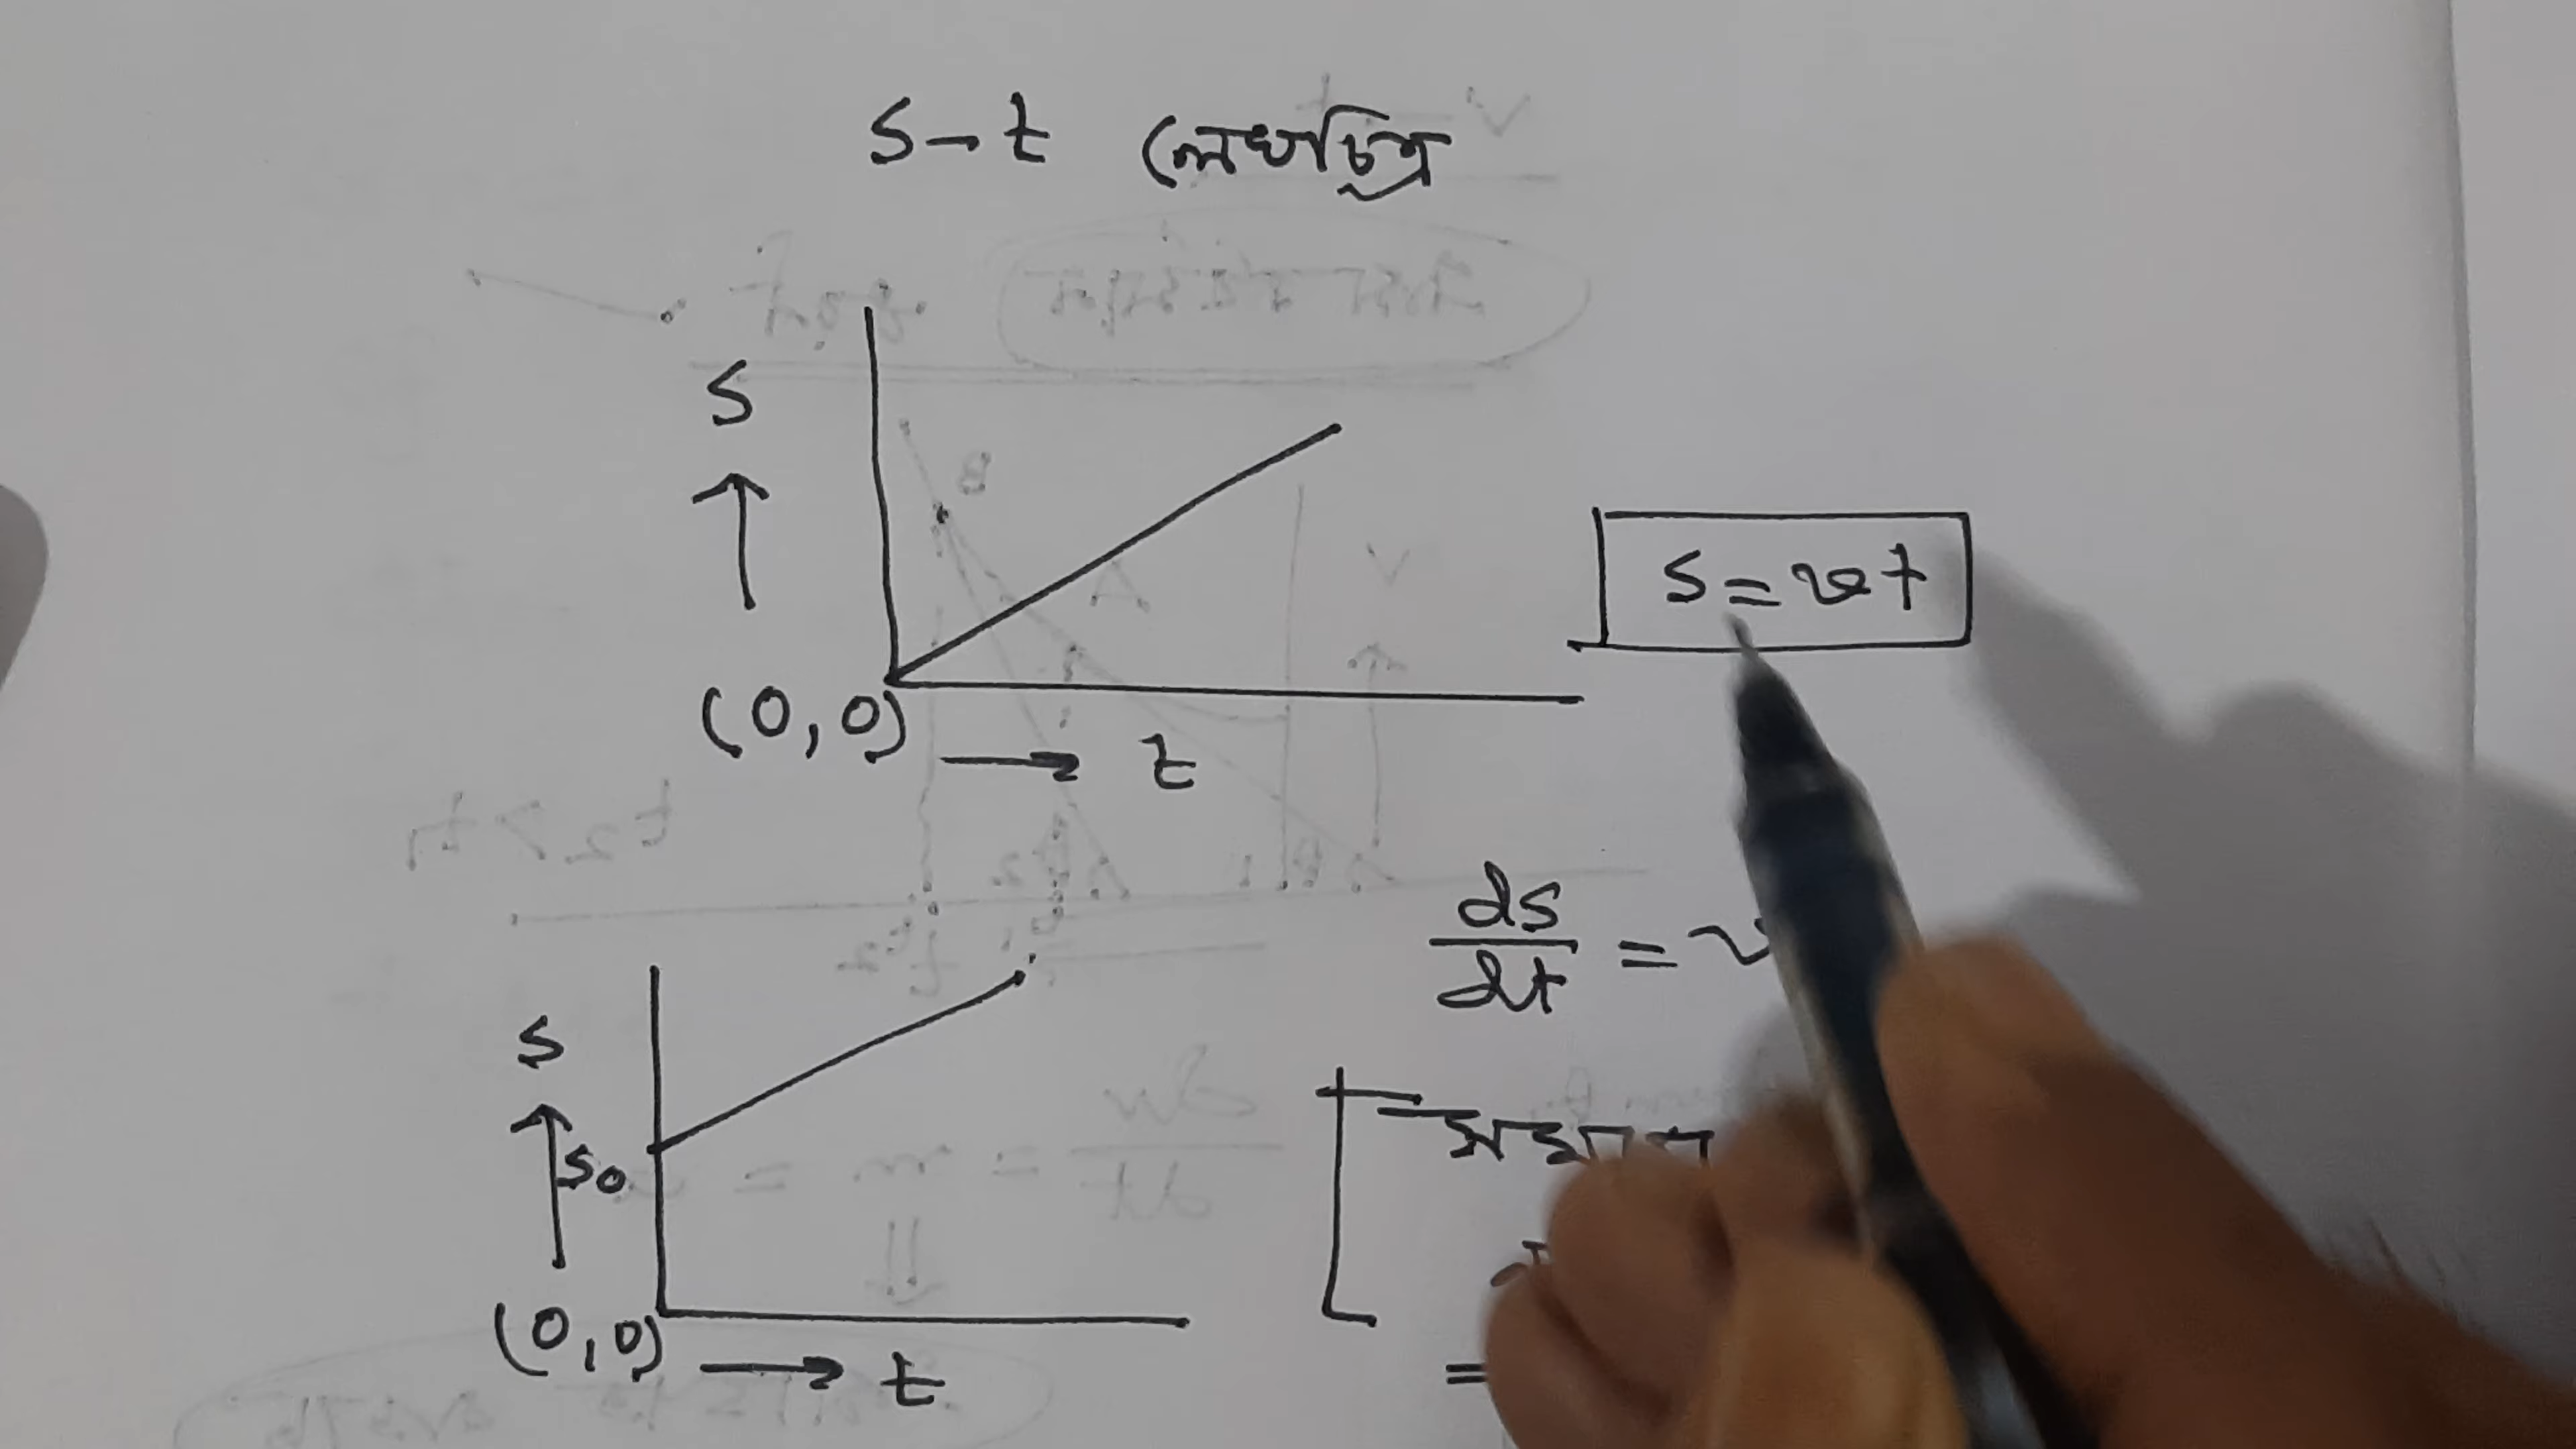 s-t লেখচিত্র
s
s = vt
(0,0)
t
ds/dt = v
s
s0
(0,0)
t
=